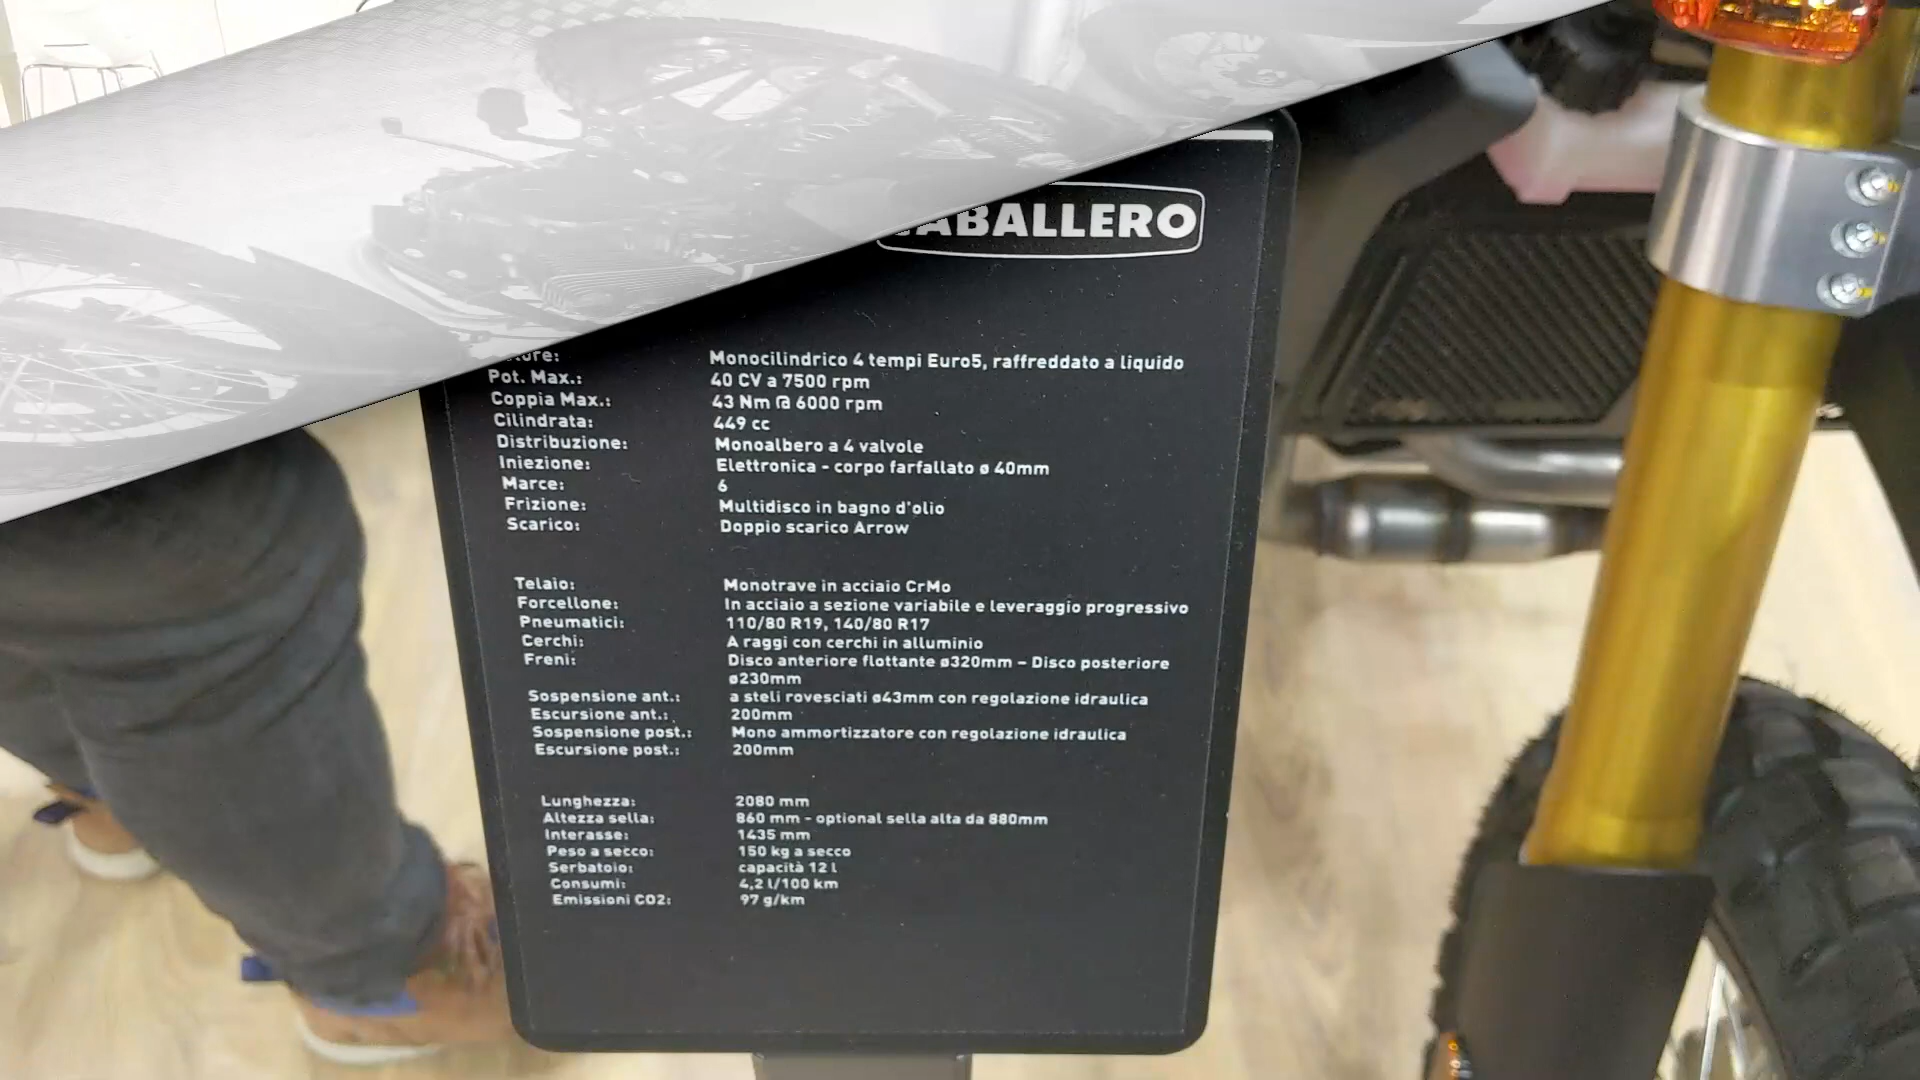 ABALLERO
Monocilindrico 4 tempi Euro5, raffreddato a liquido
Pot. Max.: 40 CV a 7500 rpm
Coppia Max.: 43 Nm @ 6000 rpm
Cilindrata: 449 cc
Distribuzione: Monoalbero a 4 valvole
Iniezione: Elettronica - corpo farfallato ø 40mm
Marce: 6
Frizione: Multidisco in bagno d'olio
Scarico: Doppio scarico Arrow
Telaio: Monotrave in acciaio CrMo
Forcellone: In acciaio a sezione variabile e leveraggio progressivo
Pneumatici: 110/80 R19, 140/80 R17
Cerchi: A raggi con cerchi in alluminio
Freni: Disco anteriore flottante ø320mm – Disco posteriore
ø230mm
Sospensione ant.: a steli rovesciati ø43mm con regolazione idraulica
Escursione ant.: 200mm
Sospensione post.: Mono ammortizzatore con regolazione idraulica
Escursione post.: 200mm
Lunghezza: 2080 mm
Altezza sella: 860 mm - optional sella alta da 880mm
Interasse: 1435 mm
Peso a secco: 150 kg a secco
Serbatoio: capacità 12 l
Consumi: 4,2 l/100 km
Emissioni CO2: 97 g/km